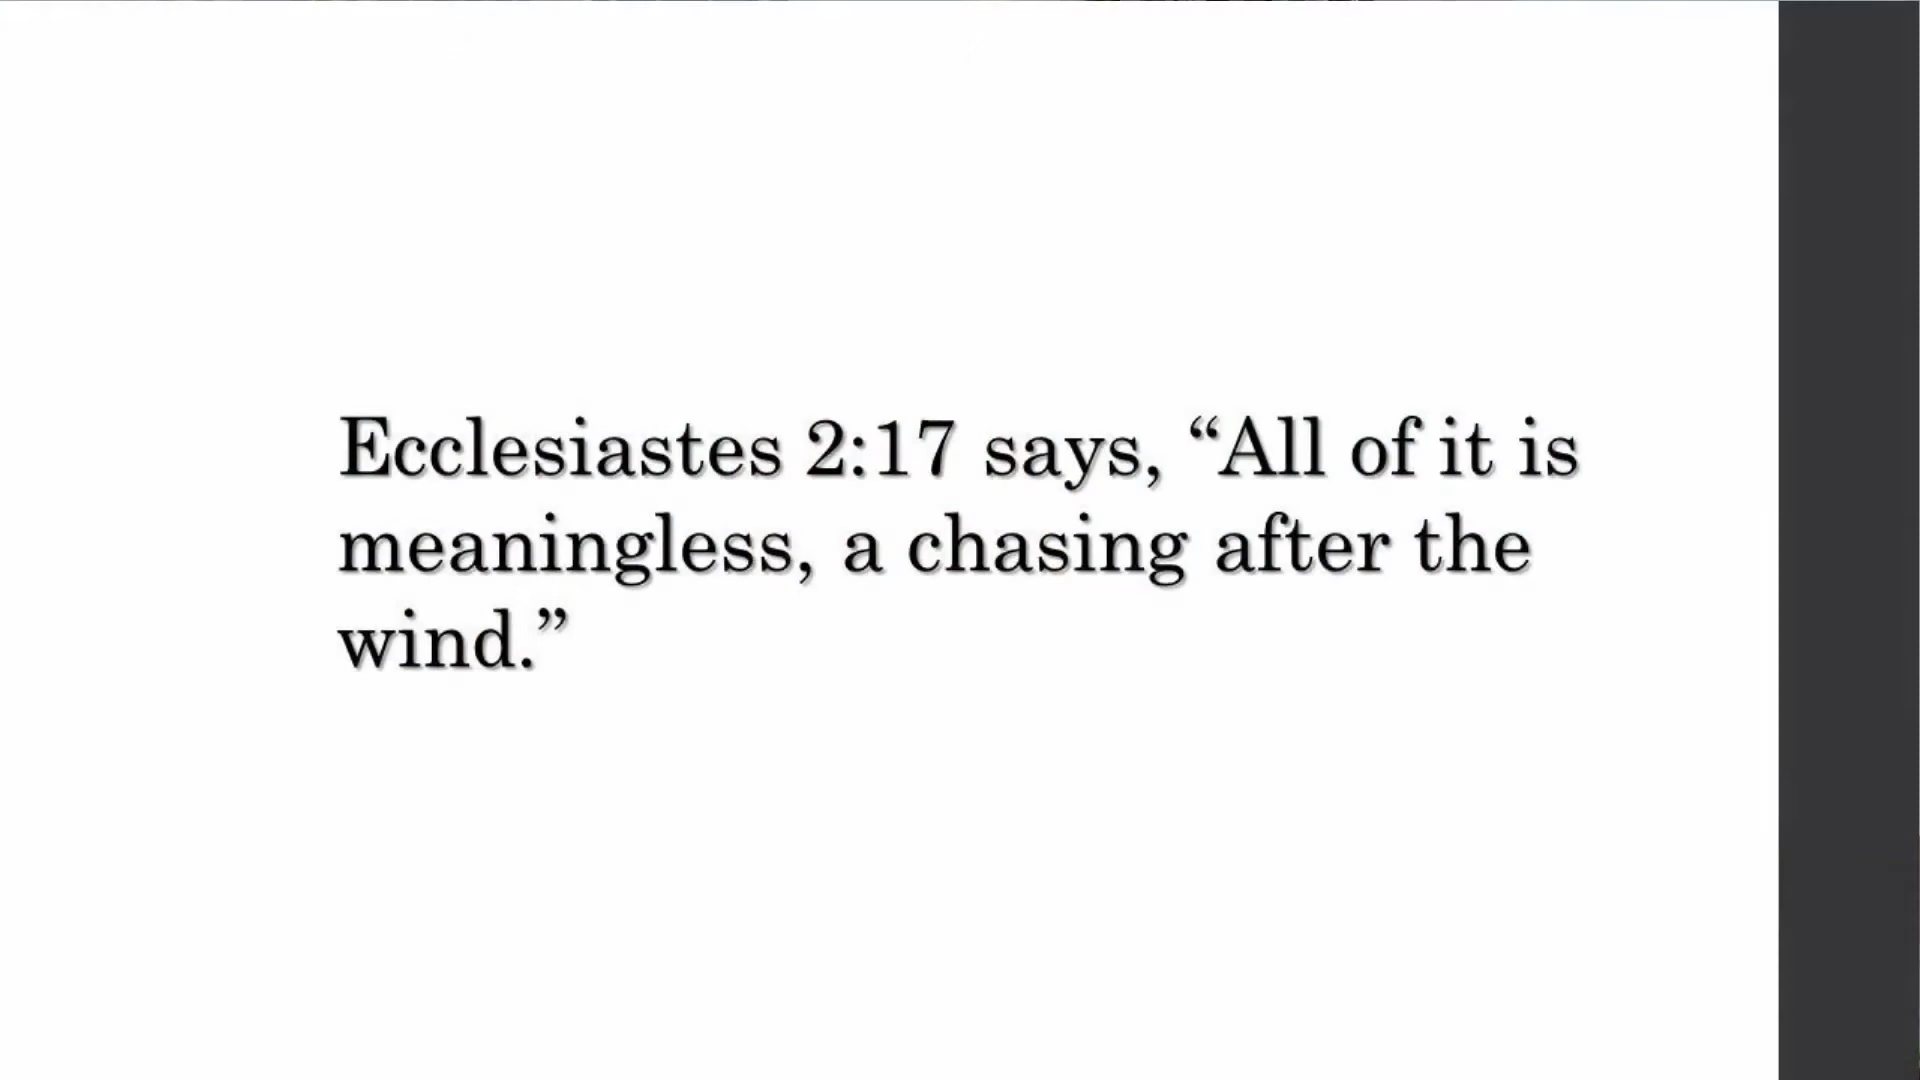 Ecclesiastes 2:17 says, “All of it is
meaningless, a chasing after the
wind.”